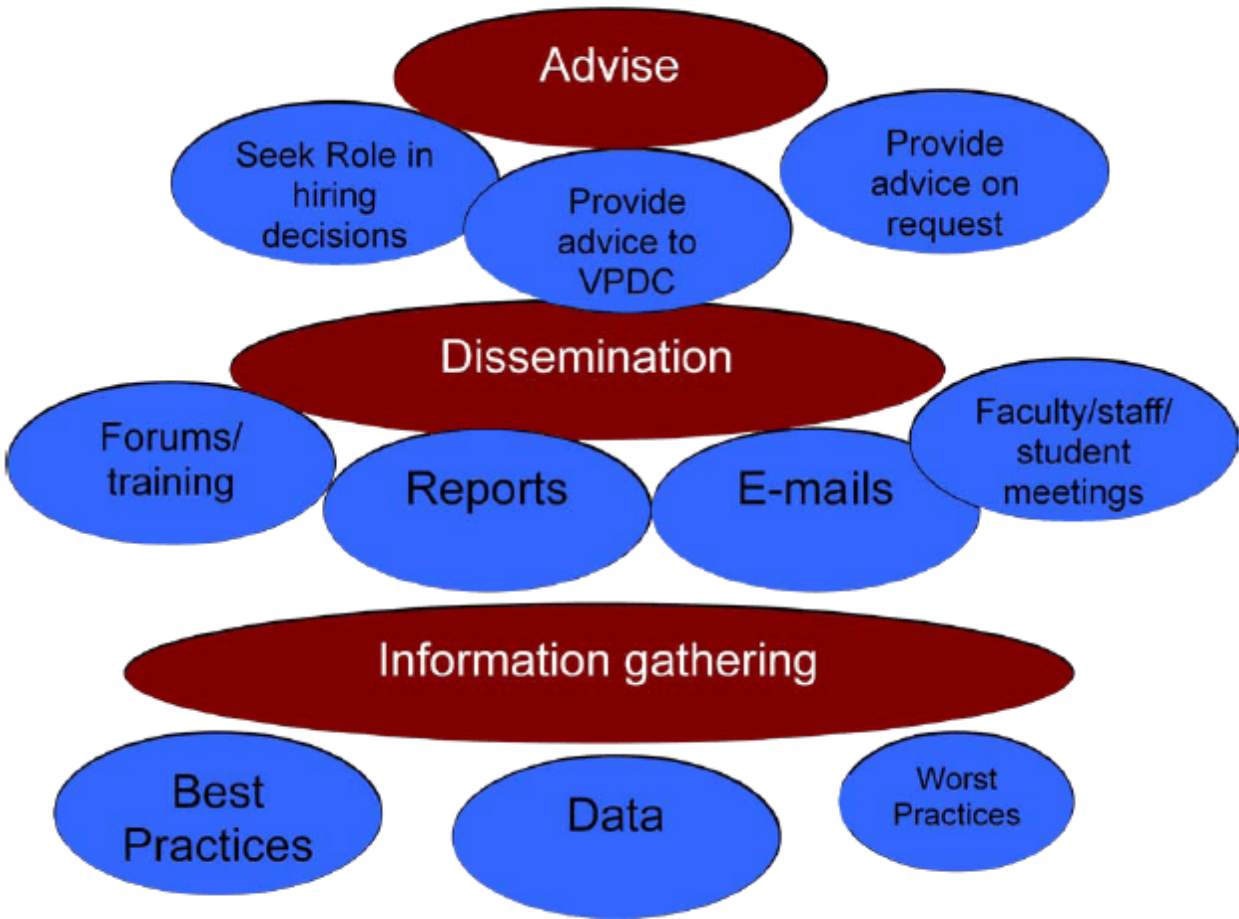 Advise
Seek Role in
hiring
decisions
Provide
advice to
VPDC
Provide
advice on
request
Dissemination
Forums/
training
Reports
E-mails
Faculty/staff/
student
meetings
Information gathering
Best
Practices
Data
Worst
Practices